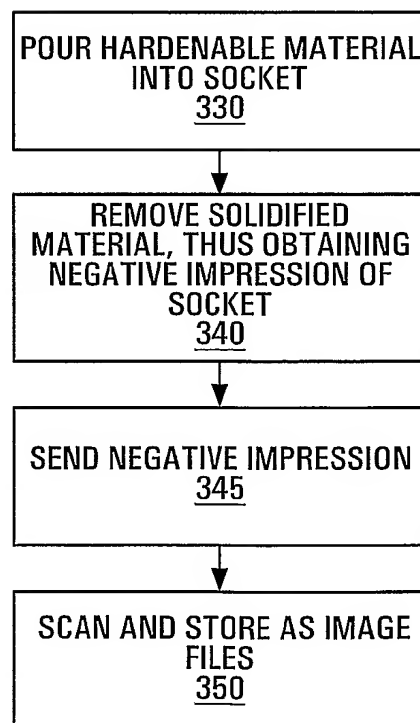 POUR HARDENABLE MATERIAL
INTO SOCKET
330
REMOVE SOLIDIFIED
MATERIAL, THUS OBTAINING
NEGATIVE IMPRESSION OF
SOCKET
340
SEND NEGATIVE IMPRESSION
345
SCAN AND STORE AS IMAGE
FILES
350